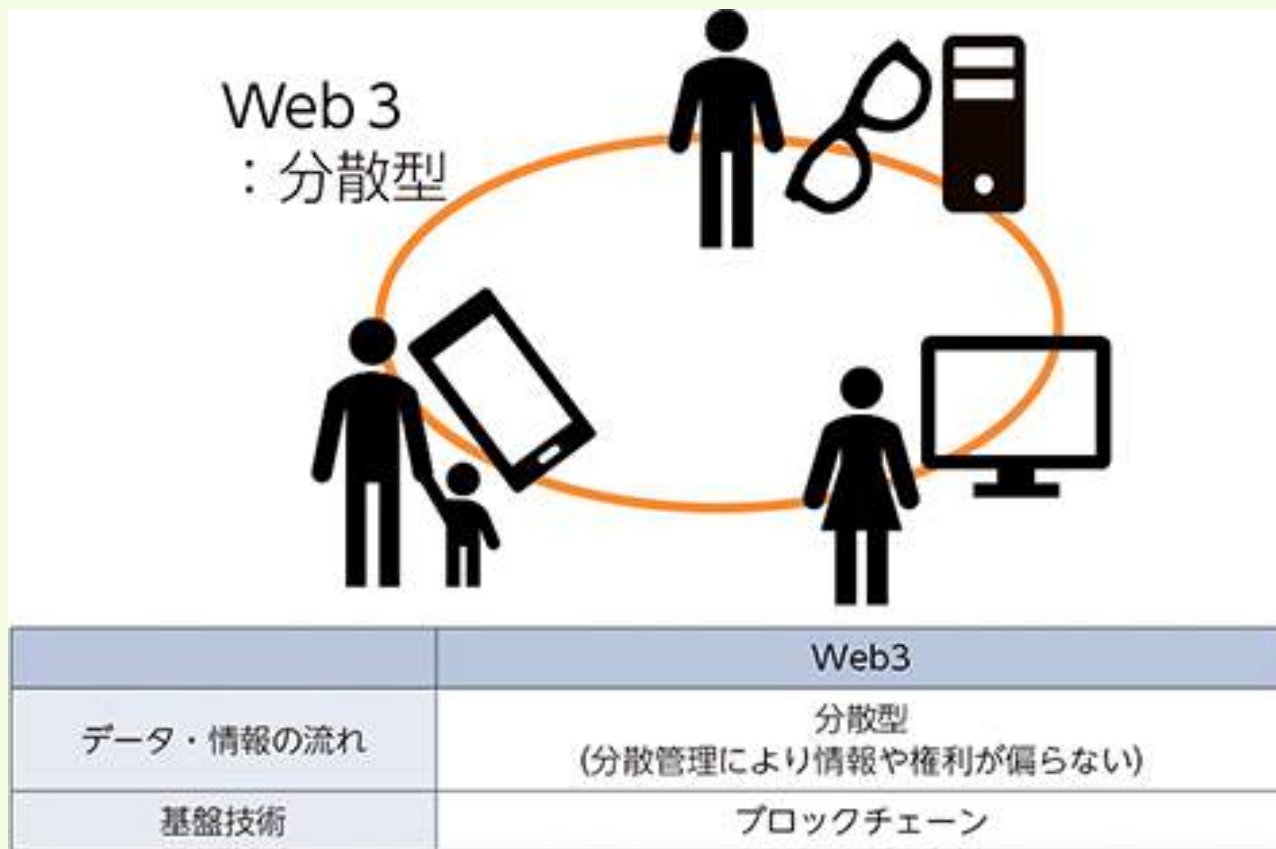 Web 3
：分散型
Web3
データ・情報の流れ
分散型
(分散管理により情報や権利が偏らない)
基盤技術
ブロックチェーン